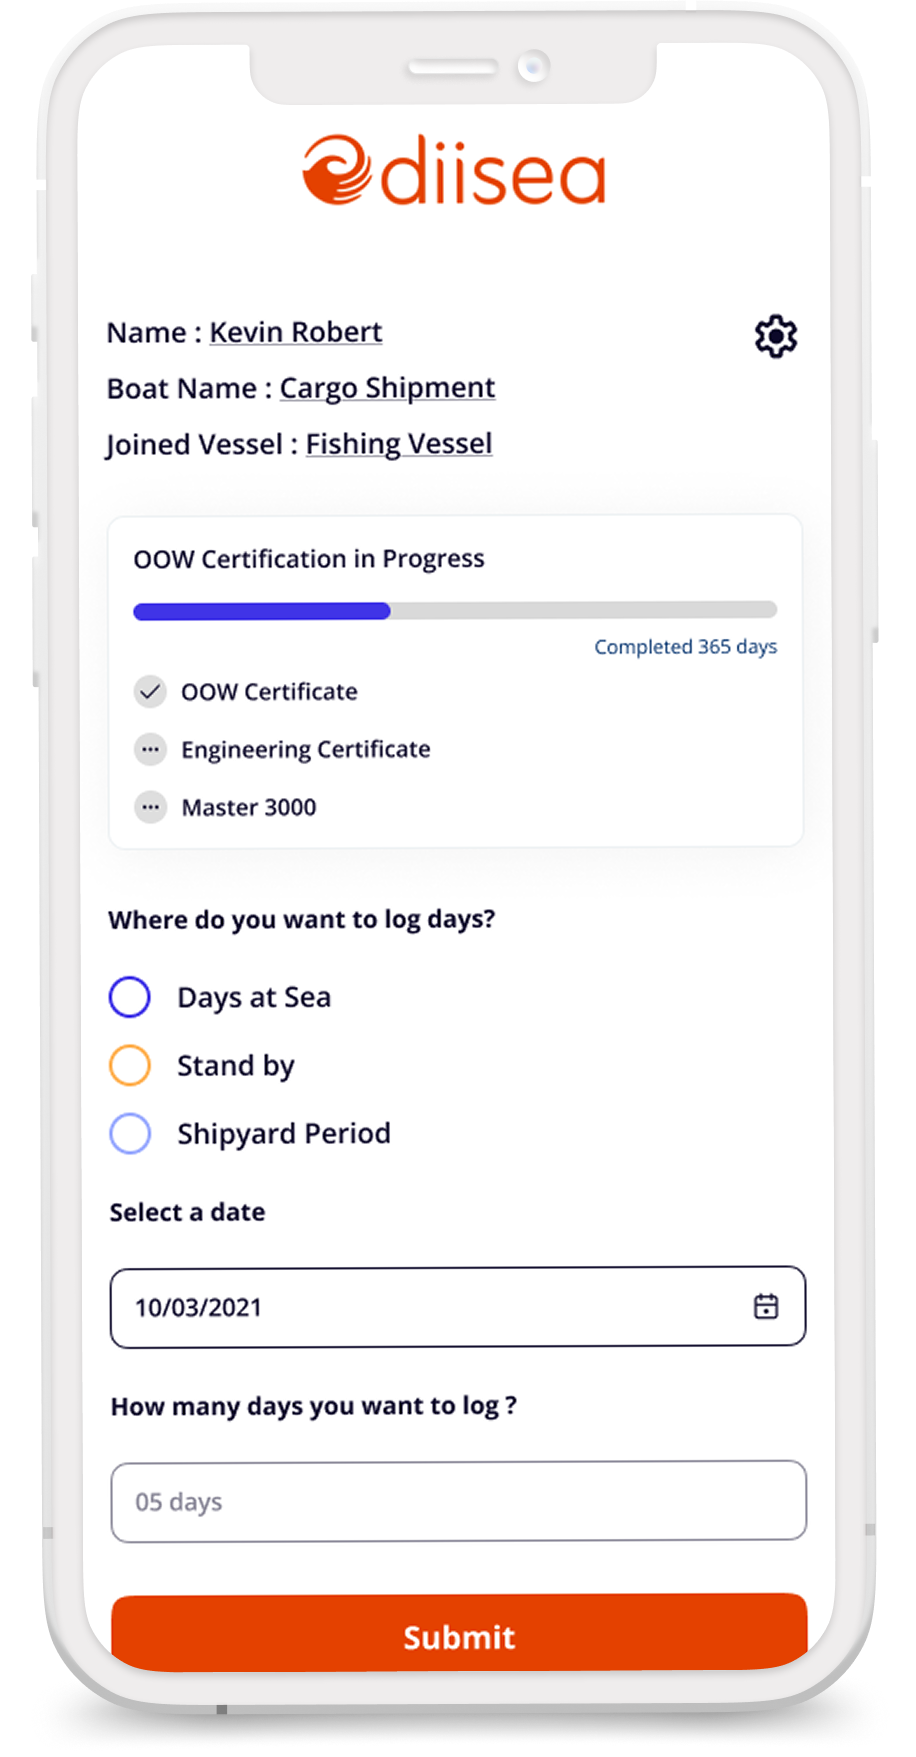 diisea
Name : Kevin Robert
Boat Name : Cargo Shipment
Joined Vessel : Fishing Vessel
OOW Certification in Progress
Completed 365 days
OOW Certificate
Engineering Certificate
Master 3000
Where do you want to log days?
Days at Sea
Stand by
Shipyard Period
Select a date
10/03/2021
How many days you want to log ?
05 days
Submit